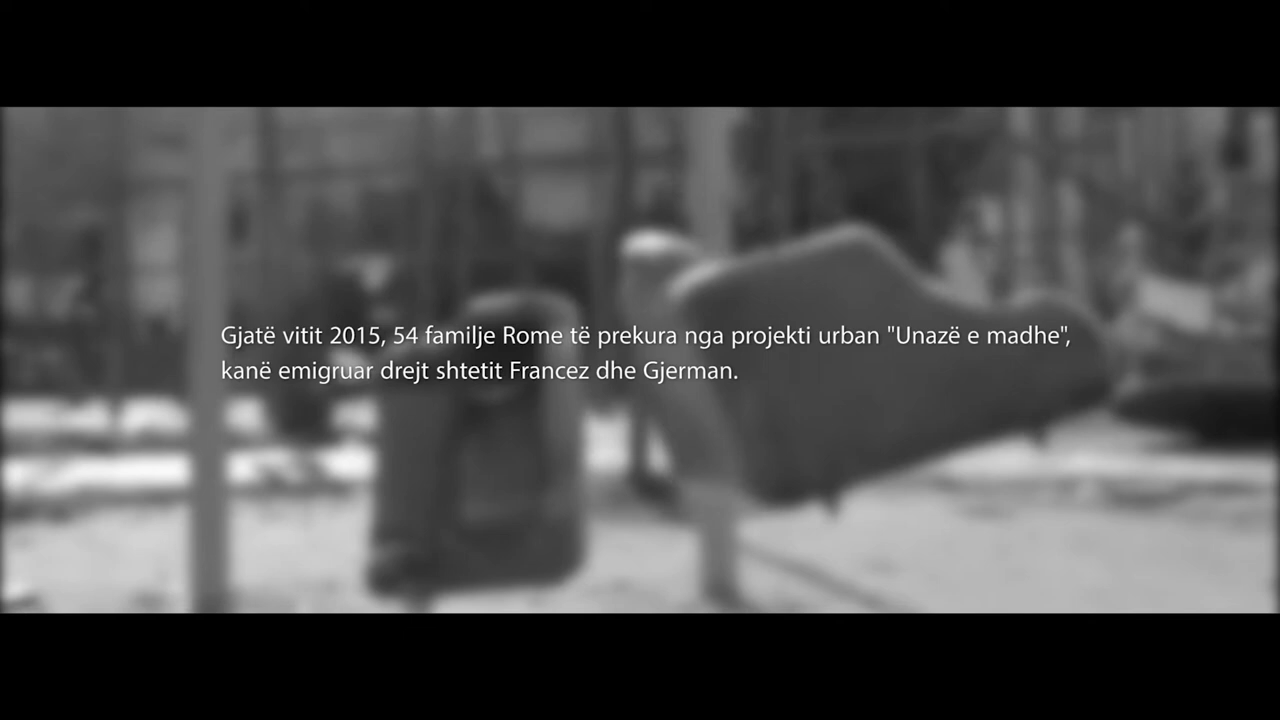 Gjatë vitit 2015, 54 familje Rome të prekura nga projekti urban "Unazë e madhe",
kanë emigruar drejt shtetit Francez dhe Gjerman.